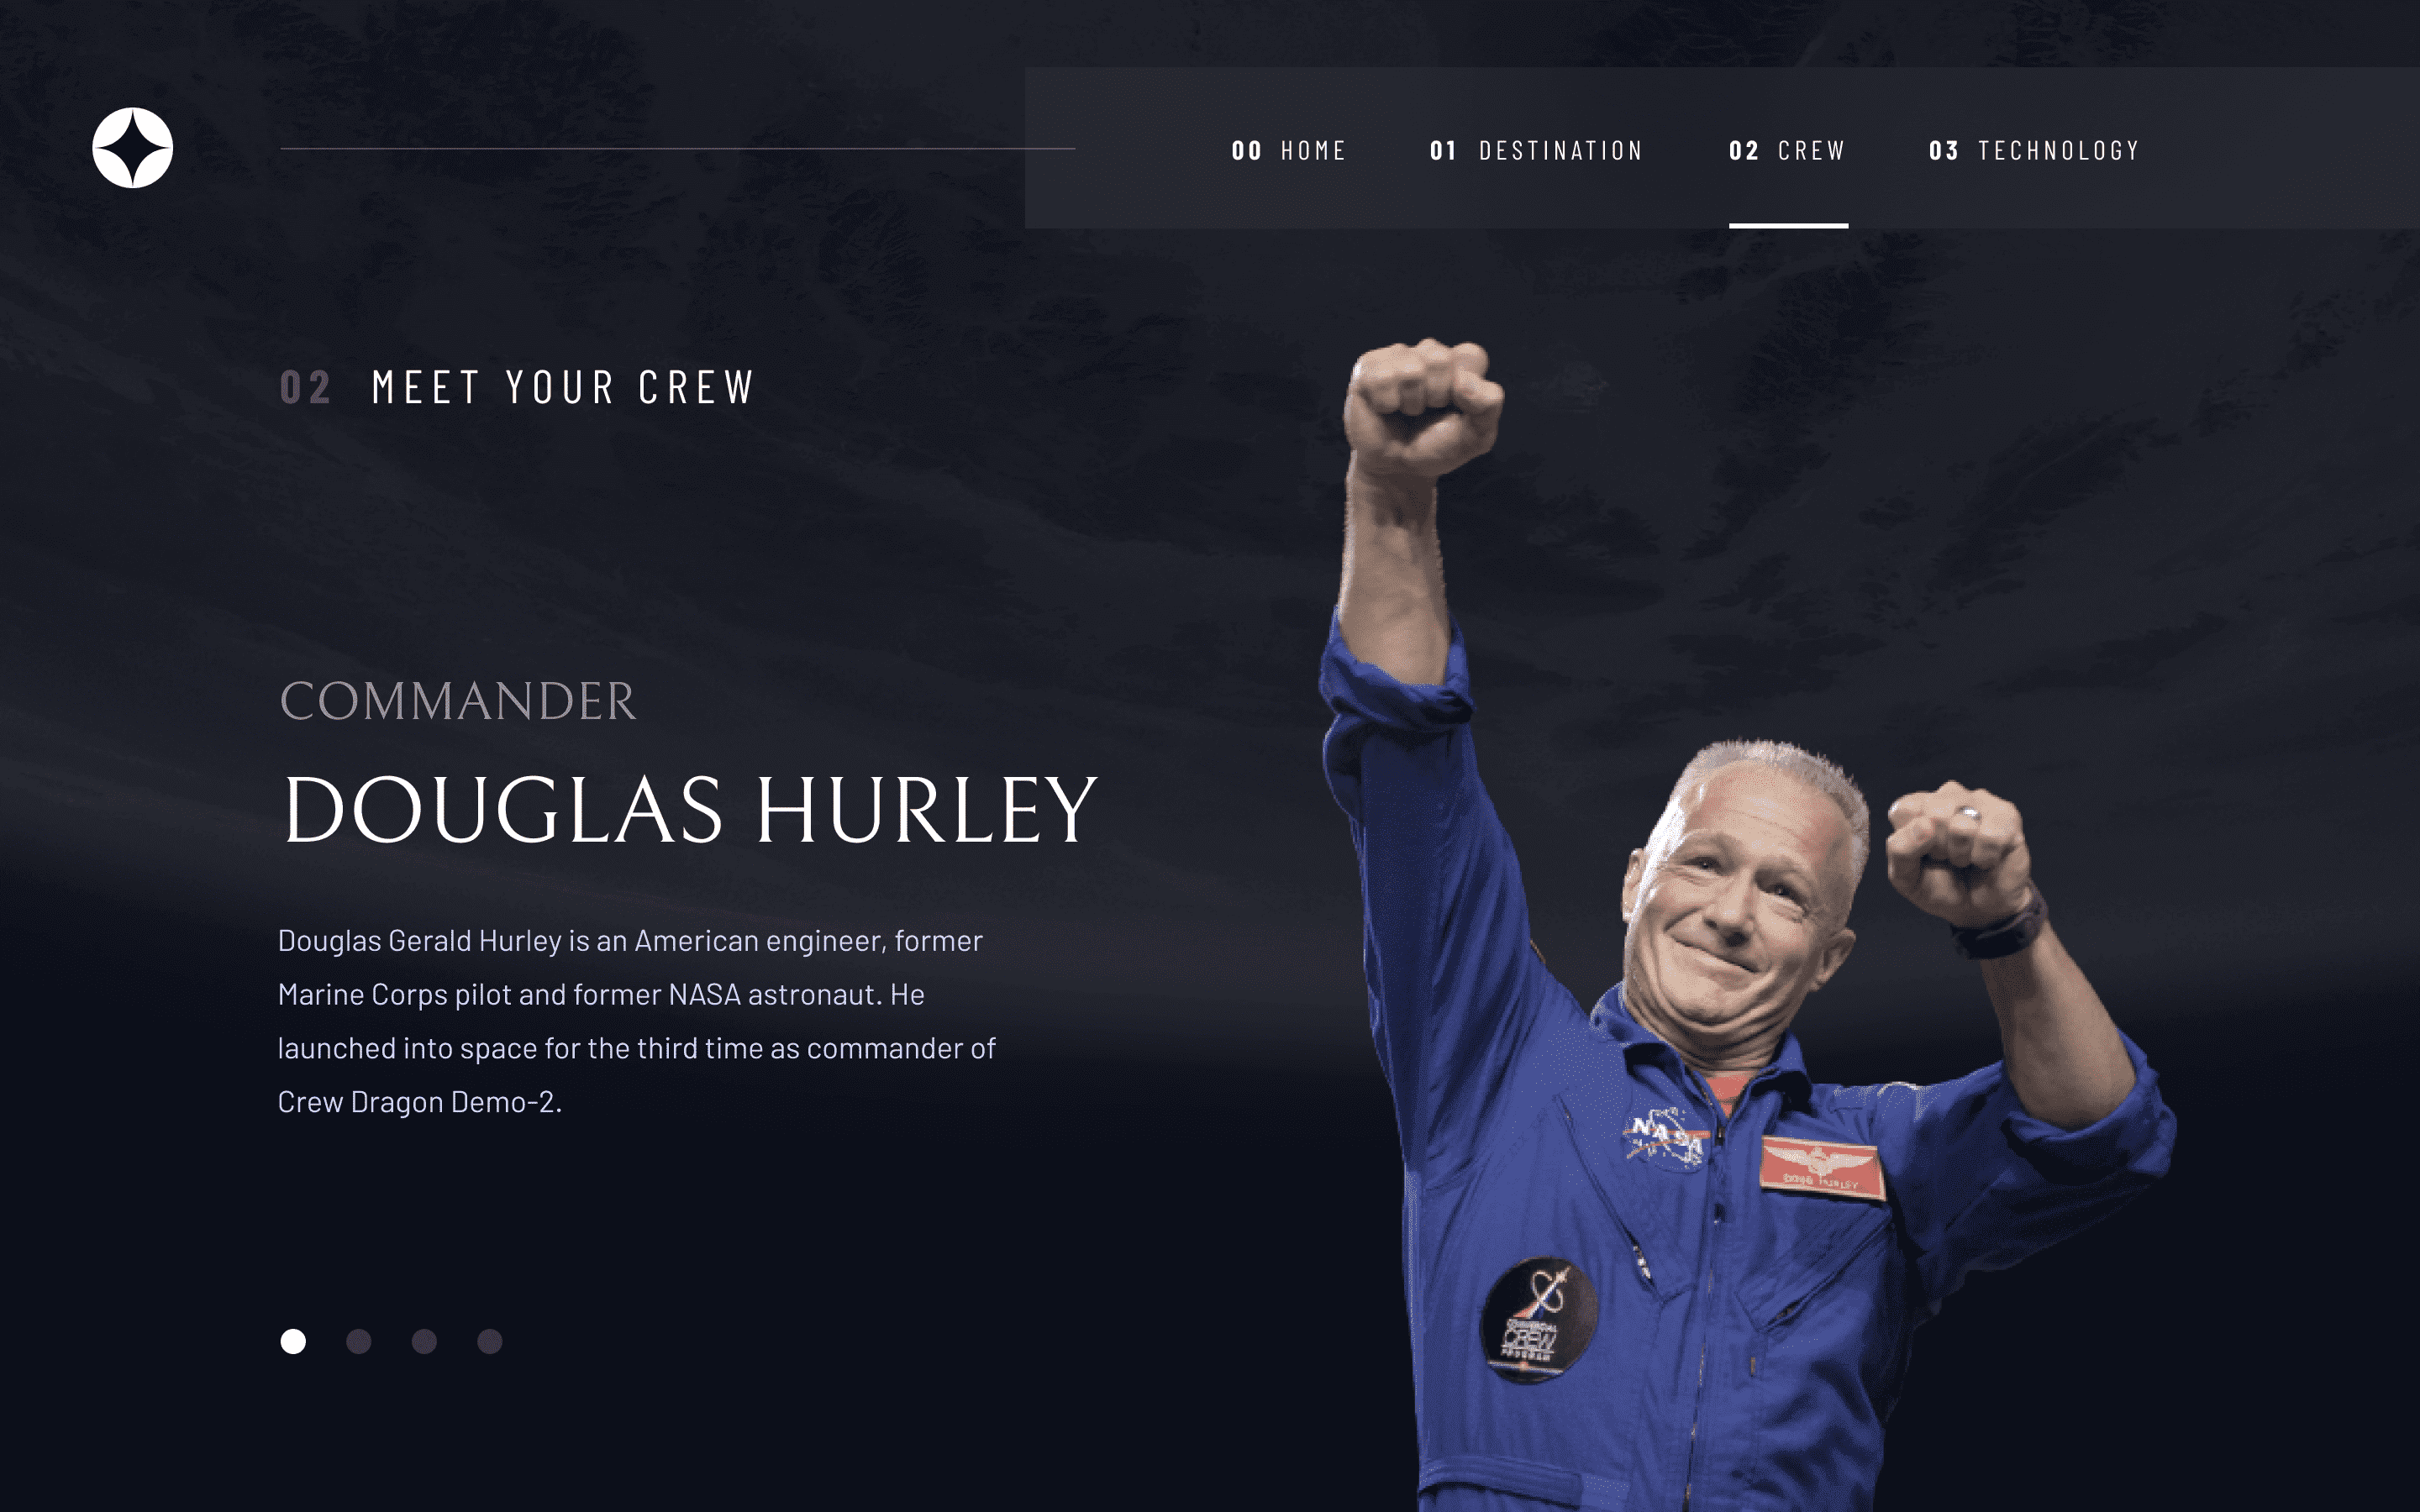 00 HOME 01 DESTINATION 02 CREW 03 TECHNOLOGY
02 MEET YOUR CREW
COMMANDER
DOUGLAS HURLEY
Douglas Gerald Hurley is an American engineer, former
Marine Corps pilot and former NASA astronaut. He
launched into space for the third time as commander of
Crew Dragon Demo-2.
NASA
DOUG HURLEY
COMMERCIAL
CREW
PROGRAM